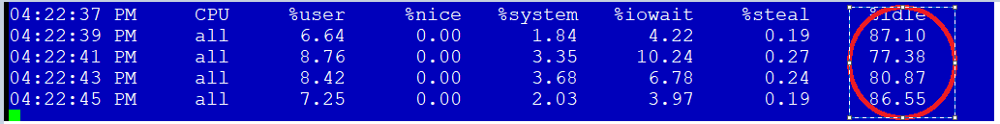 04:22:37 PM CPU %user %nice %system %iowait %steal %idle
04:22:39 PM all 6.64 0.00 1.84 4.22 0.19 87.10
04:22:41 PM all 8.76 0.00 3.35 10.24 0.27 77.38
04:22:43 PM all 8.42 0.00 3.68 6.78 0.24 80.87
04:22:45 PM all 7.25 0.00 2.03 3.97 0.19 86.55